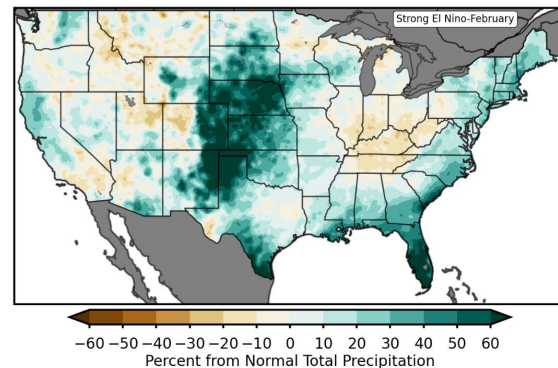 Strong El Nino-February
−60 −50 −40 −30 −20 −10 0 10 20 30 40 50 60
Percent from Normal Total Precipitation